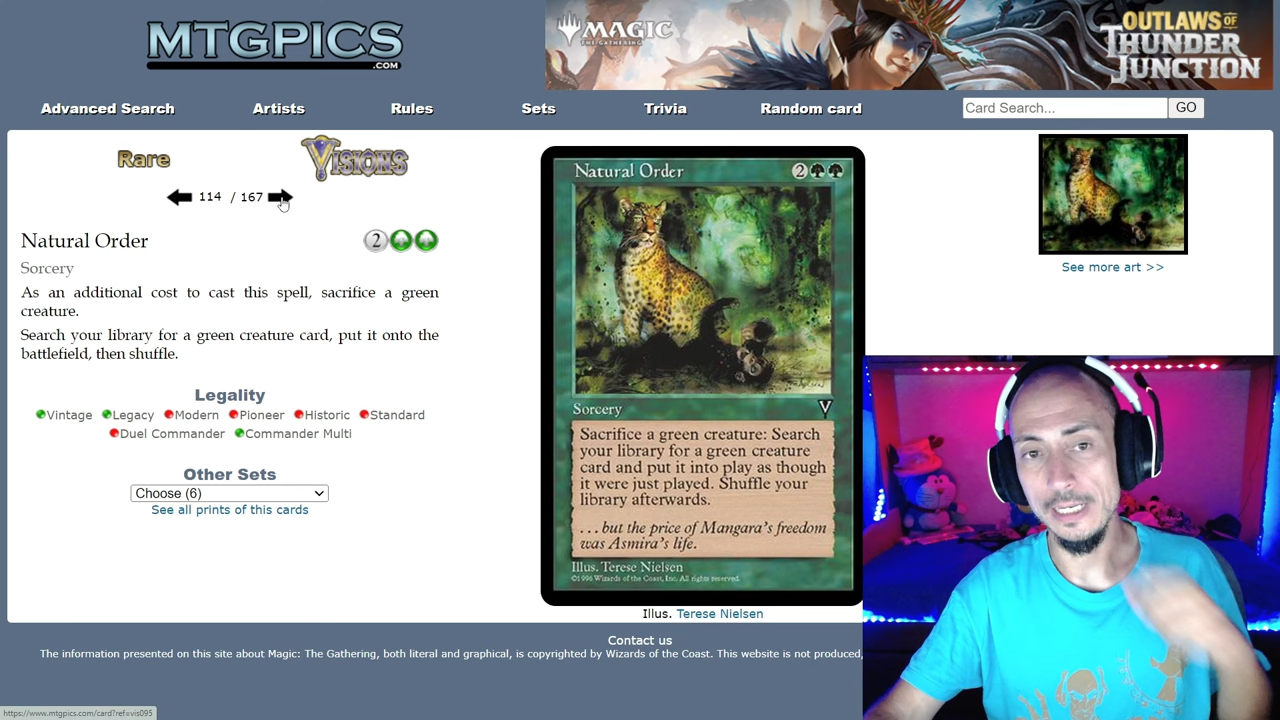 MTGPICS
.COM
MAGIC
THE GATHERING
OUTLAWS OF
THUNDER
JUNCTION
Advanced Search
Artists
Rules
Sets
Trivia
Random card
Card Search...
GO
Rare
VISIONS
114 / 167
Natural Order
2
Sorcery
As an additional cost to cast this spell, sacrifice a green
creature.
Search your library for a green creature card, put it onto the
battlefield, then shuffle.
Legality
Vintage Legacy Modern Pioneer Historic Standard
Duel Commander Commander Multi
Other Sets
Choose (6)
See all prints of this cards
Natural Order
2
Sorcery
Sacrifice a green creature: Search
your library for a green creature
card and put it into play as though
it were just played. Shuffle your
library afterwards.
. . . but the price of Mangara's freedom
was Asmira's life.
Illus. Terese Nielsen
©1996 Wizards of the Coast, Inc. All rights reserved.
Illus. Terese Nielsen
See more art >>
Contact us
The information presented on this site about Magic: The Gathering, both literal and graphical, is copyrighted by Wizards of the Coast. This website is not produced,
https://www.mtgpics.com/card?ref=vis095